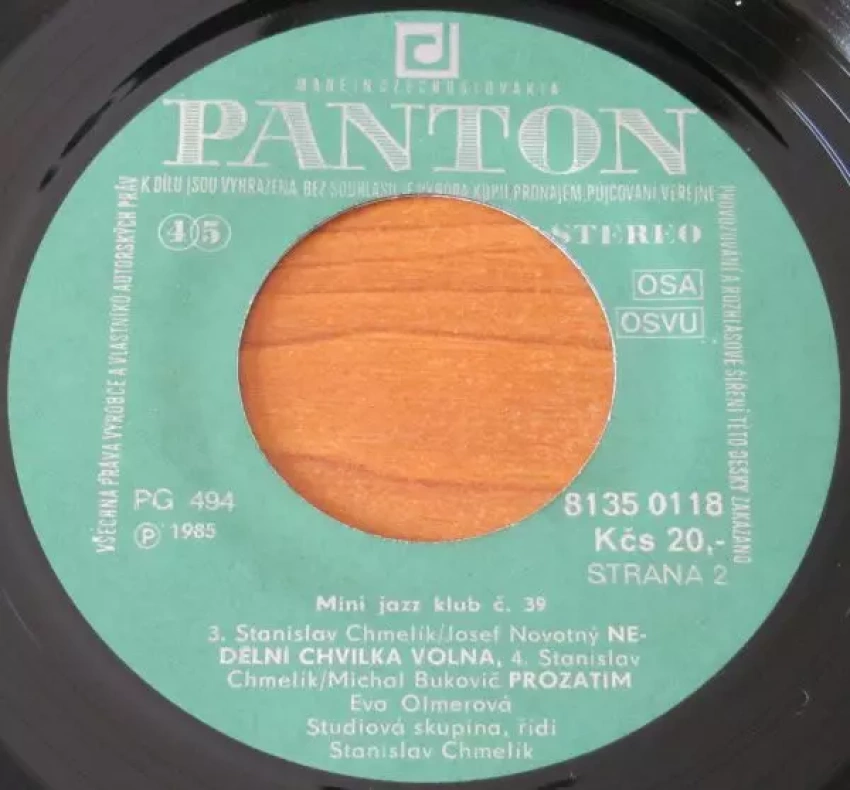 MADE IN CZECHOSLOVAKIA
PANTON
K DÍLU JSOU VYHRAZENA. BEZ SOUHLASU JE VÝROBA KOPIÍ, PRONÁJEM, PŮJČOVÁNÍ VEŘEJNÉ
PROVOZOVÁNÍ A ROZHLASOVÉ ŠÍŘENÍ TÉTO DESKY ZAKÁZÁNO
VŠECHNA PRÁVA VÝROBCE A VLASTNÍKŮ AUTORSKÝCH PRÁV
45
STEREO
OSA
OSVU
PG 494
℗ 1985
8135 0118
Kčs 20,-
STRANA 2
Mini jazz klub č. 39
3. Stanislav Chmelík/Josef Novotný NE-
DĚLNÍ CHVILKA VOLNA, 4. Stanislav
Chmelík/Michal Bukovič PROZATÍM
Eva Olmerová
Studiová skupina, řídí
Stanislav Chmelík